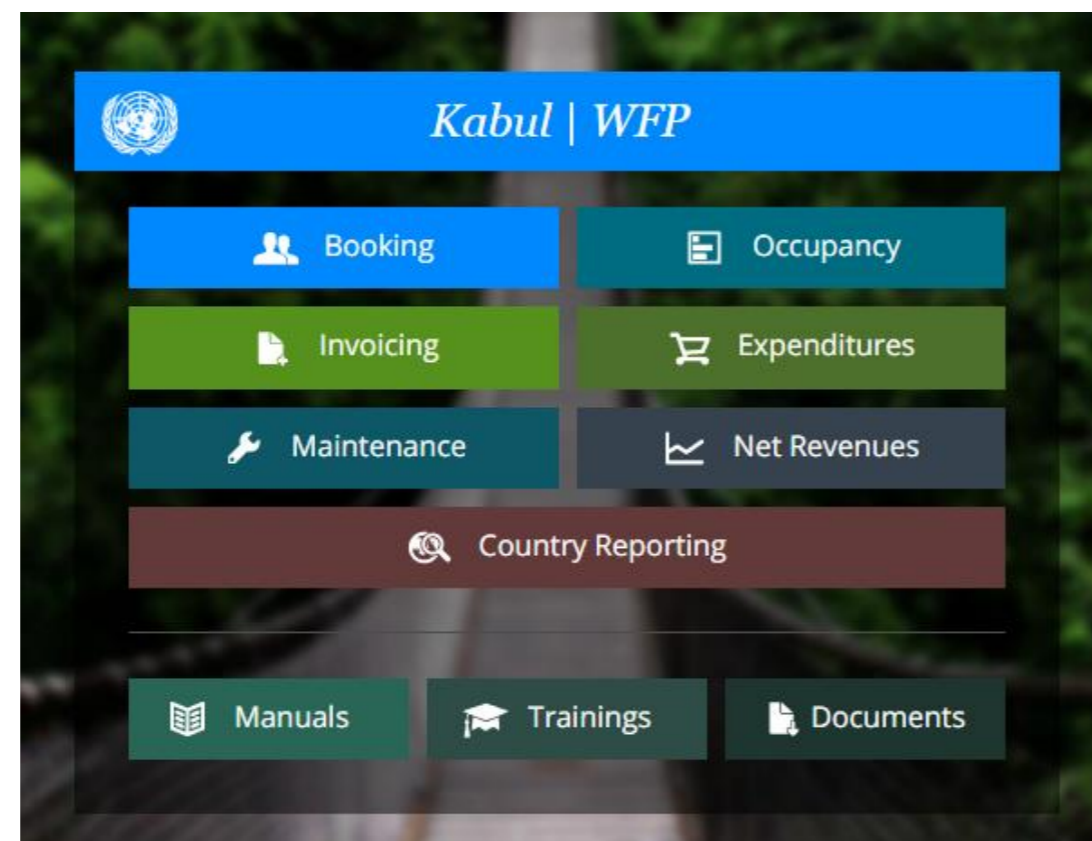 Kabul | WFP
Booking
Occupancy
Invoicing
Expenditures
Maintenance
Net Revenues
Country Reporting
Manuals
Trainings
Documents